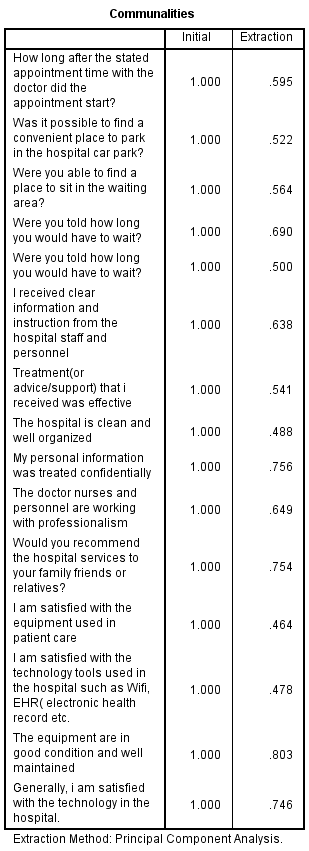 Communalities
Initial Extraction
How long after the stated
appointment time with the
doctor did the
appointment start? 1.000 .595
Was it possible to find a
convenient place to park
in the hospital car park? 1.000 .522
Were you able to find a
place to sit in the waiting
area? 1.000 .564
Were you told how long
you would have to wait? 1.000 .690
Were you told how long
you would have to wait? 1.000 .500
I received clear
information and
instruction from the
hospital staff and
personnel 1.000 .638
Treatment(or
advice/support) that i
received was effective 1.000 .541
The hospital is clean and
well organized 1.000 .488
My personal information
was treated confidentially 1.000 .756
The doctor nurses and
personnel are working
with professionalism 1.000 .649
Would you recommend
the hospital services to
your family friends or
relatives? 1.000 .754
I am satisfied with the
equipment used in
patient care 1.000 .464
I am satisfied with the
technology tools used in
the hospital such as Wifi,
EHR( electronic health
record etc. 1.000 .478
The equipment are in
good condition and well
maintained 1.000 .803
Generally, i am satisfied
with the technology in the
hospital. 1.000 .746
Extraction Method: Principal Component Analysis.